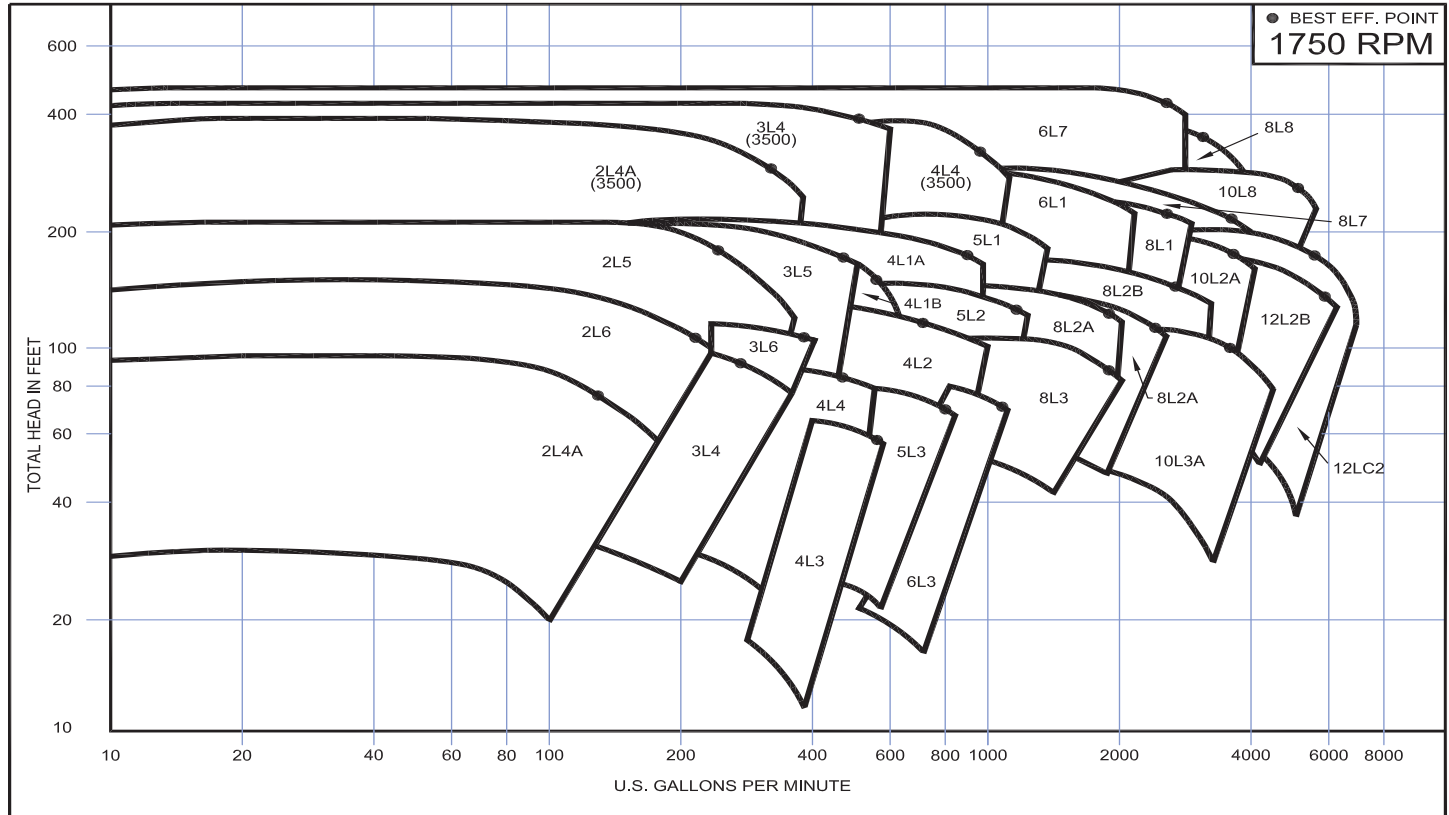 BEST EFF. POINT
1750 RPM
TOTAL HEAD IN FEET
600
400
200
100
80
60
40
20
10
3L4
(3500)
6L7
8L8
2L4A
(3500)
4L4
(3500)
10L8
6L1
8L7
5L1
8L1
2L5
3L5
4L1A
10L2A
8L2B
4L1B
5L2
12L2B
2L6
3L6
8L2A
4L2
8L3
8L2A
4L4
2L4A
3L4
5L3
10L3A
12LC2
4L3
6L3
10 20 40 60 80 100 200 400 600 800 1000 2000 4000 6000 8000
U.S. GALLONS PER MINUTE